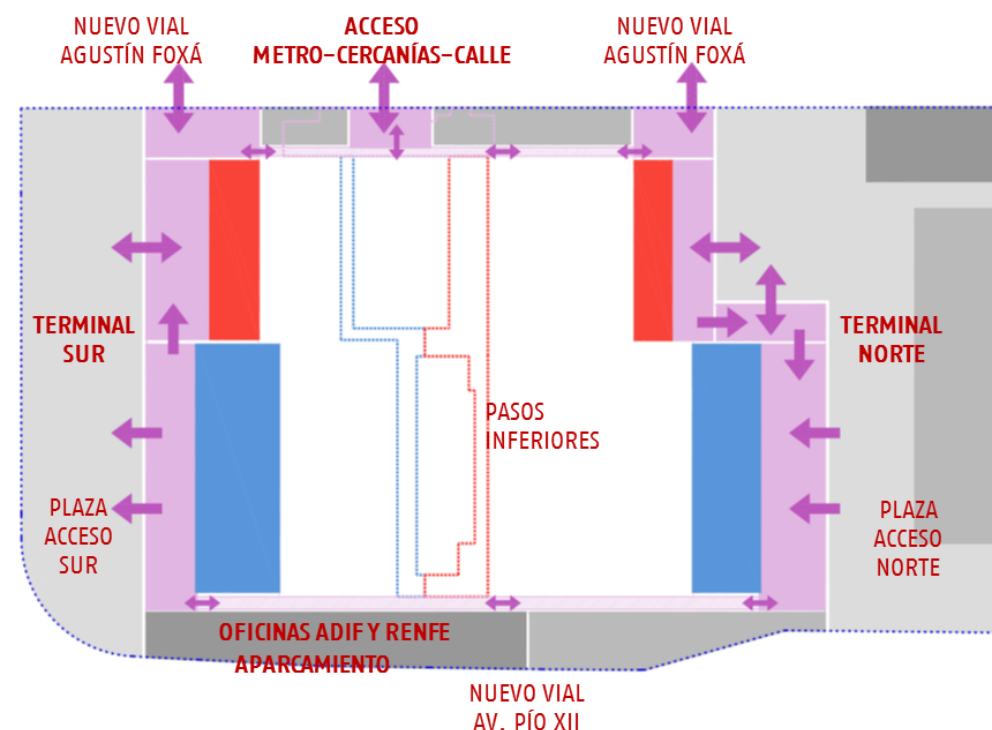 NUEVO VIAL
AGUSTÍN FOXÁ
ACCESO
METRO-CERCANÍAS-CALLE
NUEVO VIAL
AGUSTÍN FOXÁ
TERMINAL
SUR
TERMINAL
NORTE
PASOS
INFERIORES
PLAZA
ACCESO
SUR
PLAZA
ACCESO
NORTE
OFICINAS ADIF Y RENFE
APARCAMIENTO
NUEVO VIAL
AV. PÍO XII